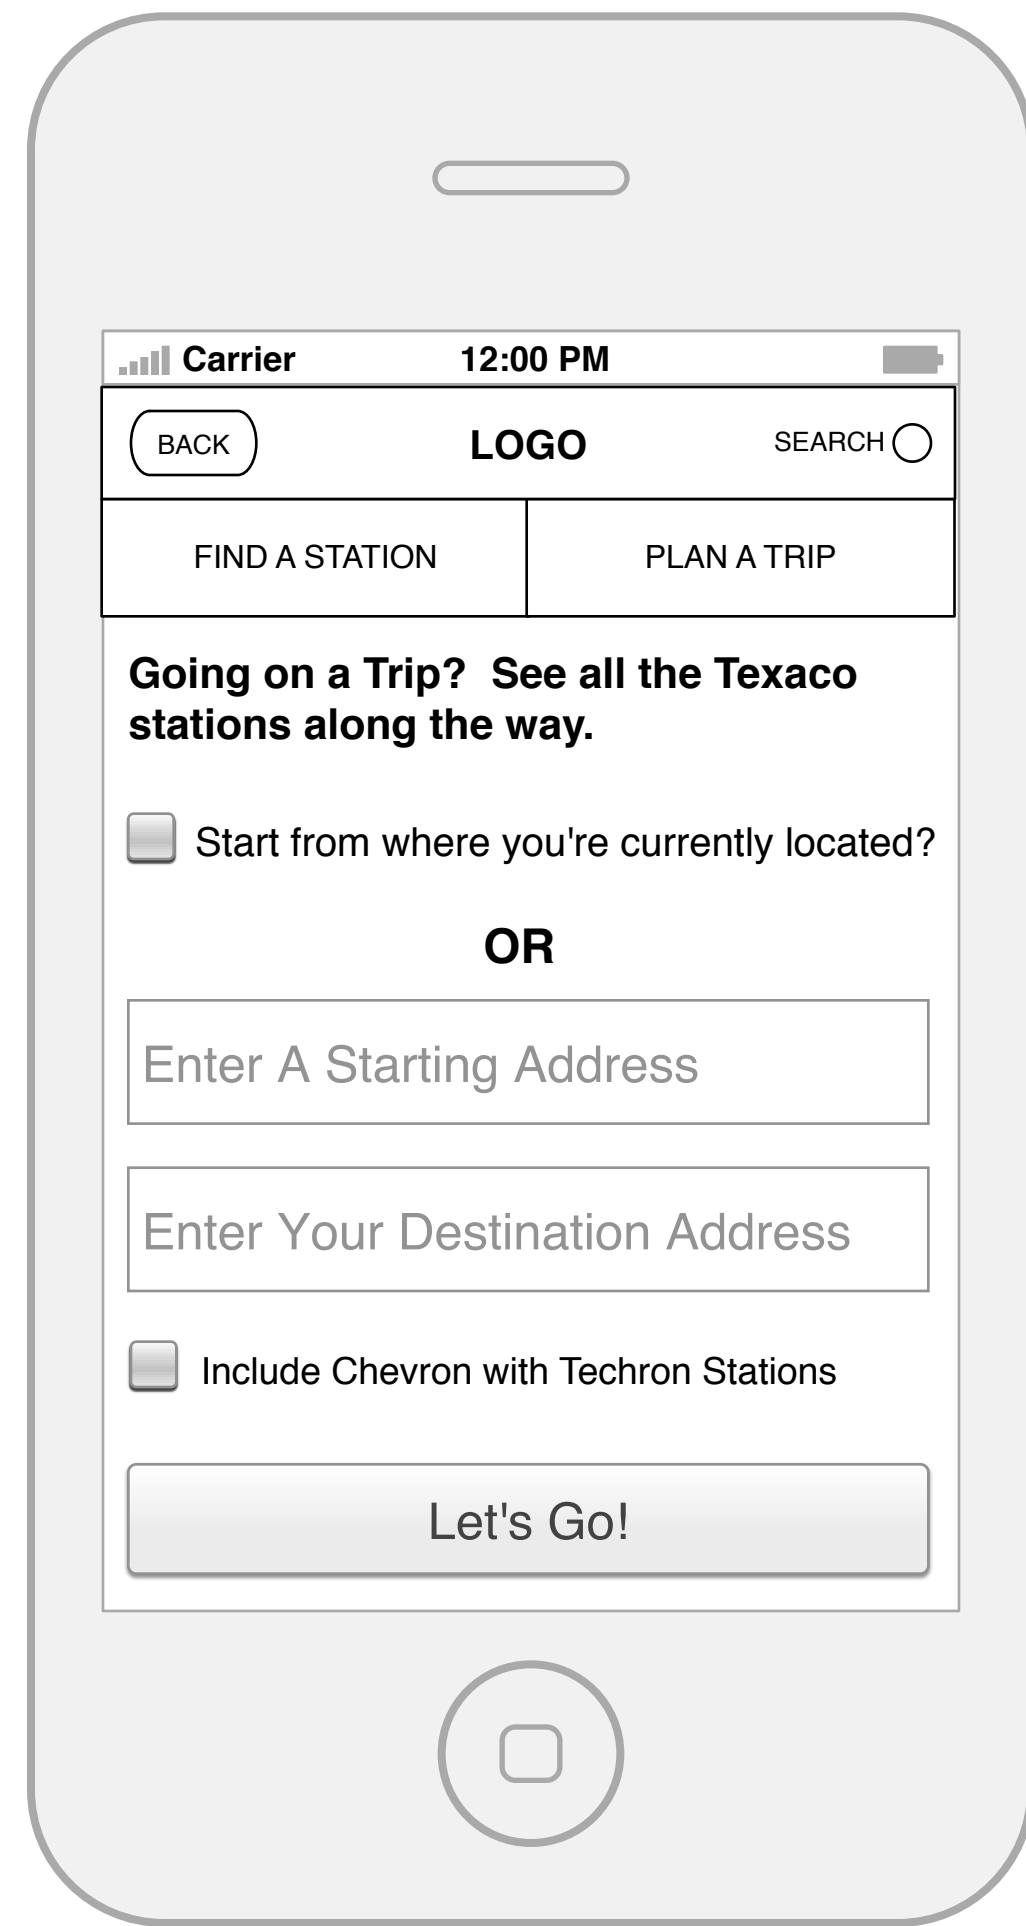 Carrier 12:00 PM
BACK LOGO SEARCH
FIND A STATION PLAN A TRIP
Going on a Trip?  See all the Texaco
stations along the way.
Start from where you're currently located?
OR
Enter A Starting Address
Enter Your Destination Address
Include Chevron with Techron Stations
Let's Go!